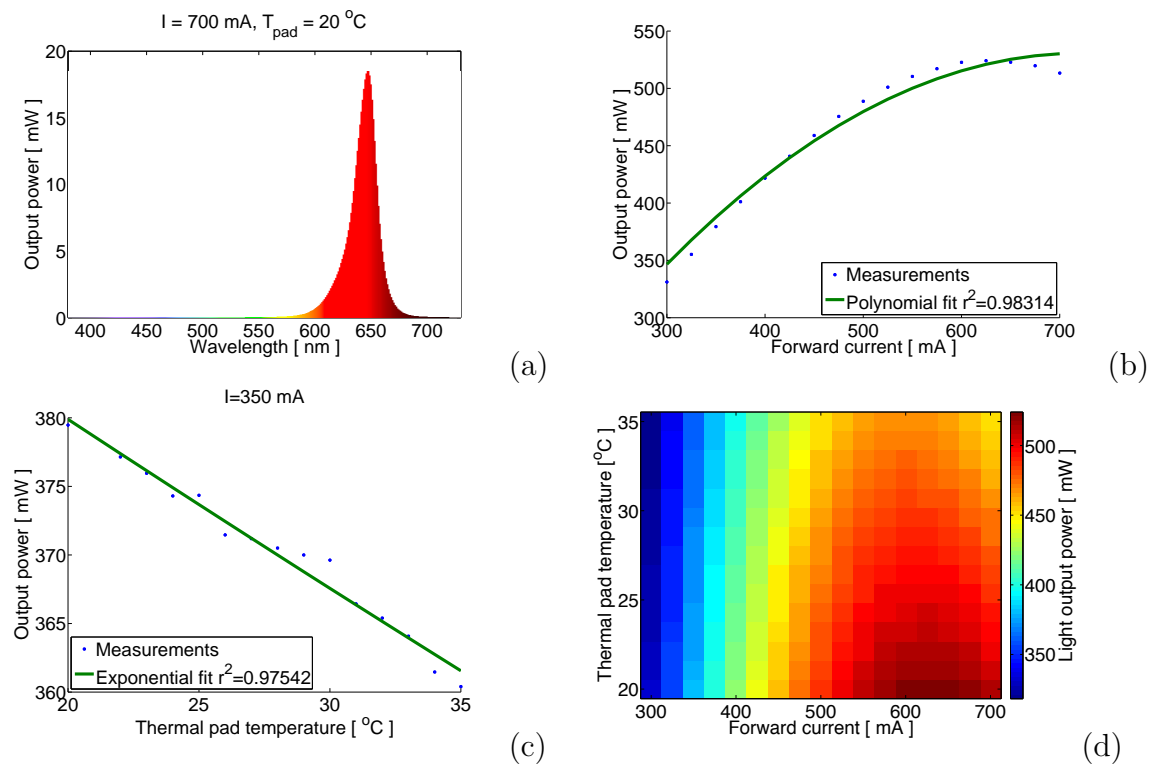 I = 700 mA, T_pad = 20 °C
20
15
10
5
0
Output power [ mW ]
400 450 500 550 600 650 700
Wavelength [ nm ]
(a)
550
500
450
400
350
300
Output power [ mW ]
Measurements
Polynomial fit r²=0.98314
300 400 500 600 700
Forward current [ mA ]
(b)
I=350 mA
380
375
370
365
360
Output power [ mW ]
Measurements
Exponential fit r²=0.97542
20 25 30 35
Thermal pad temperature [ °C ]
(c)
35
30
25
20
Thermal pad temperature [ °C ]
300 400 500 600 700
Forward current [ mA ]
500
450
400
350
Light output power [ mW ]
(d)